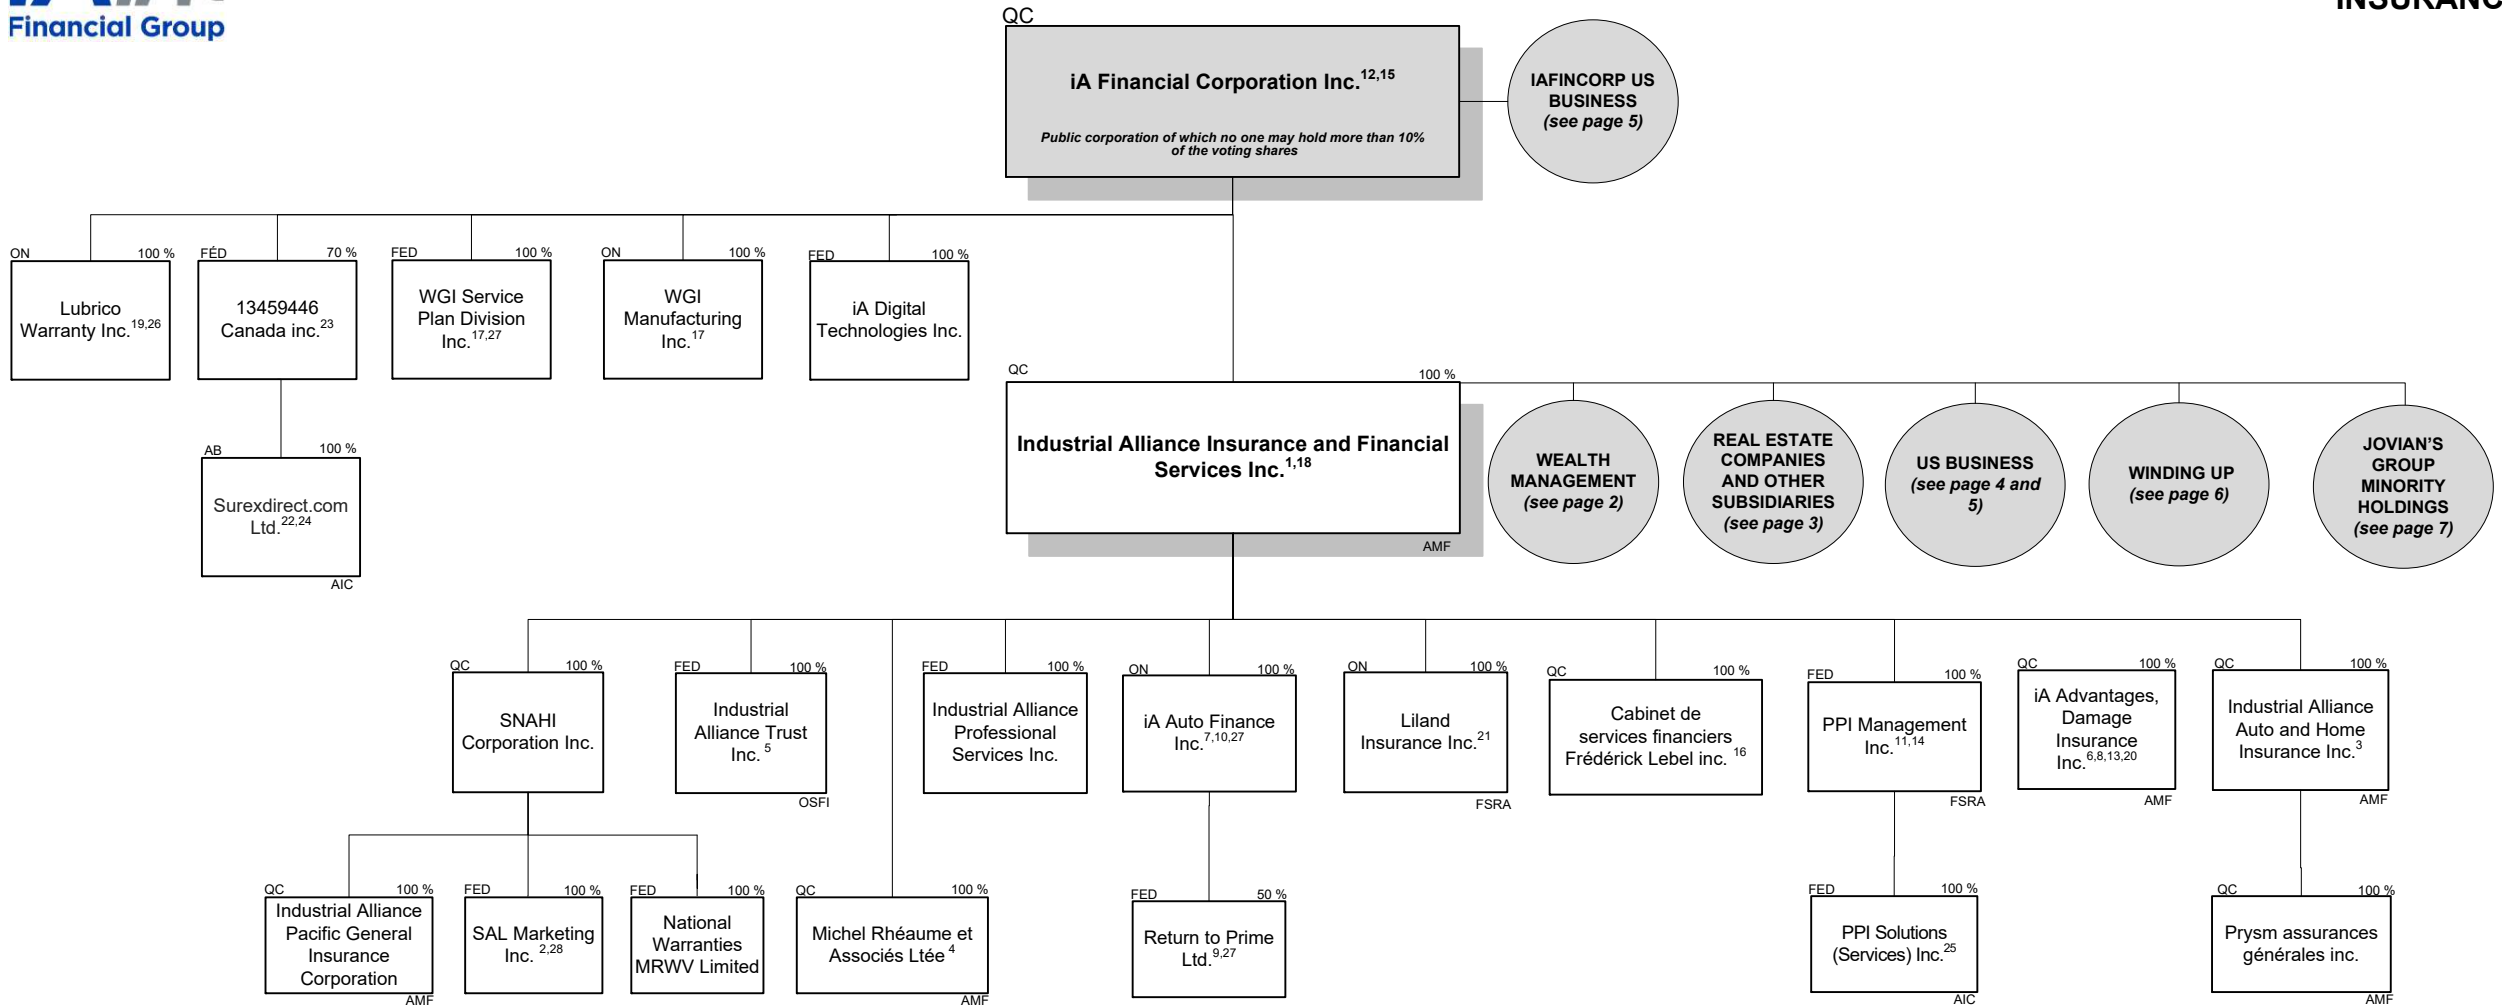 Financial Group
QC
iA Financial Corporation Inc.12,15
Public corporation of which no one may hold more than 10%
of the voting shares
IAFINCORP US
BUSINESS
(see page 5)
ON 100 %
Lubrico
Warranty Inc.19,26
FÉD 70 %
13459446
Canada inc.23
FED 100 %
WGI Service
Plan Division
Inc.17,27
ON 100 %
WGI
Manufacturing
Inc.17
FED 100 %
iA Digital
Technologies Inc.
AB 100 %
Surexdirect.com
Ltd.22,24
AIC
QC 100 %
Industrial Alliance Insurance and Financial
Services Inc.1,18
AMF
WEALTH
MANAGEMENT
(see page 2)
REAL ESTATE
COMPANIES
AND OTHER
SUBSIDIARIES
(see page 3)
US BUSINESS
(see page 4 and
5)
WINDING UP
(see page 6)
JOVIAN'S
GROUP
MINORITY
HOLDINGS
(see page 7)
QC 100 %
SNAHI
Corporation Inc.
FED 100 %
Industrial
Alliance Trust
Inc. 5
OSFI
FED 100 %
Industrial Alliance
Professional
Services Inc.
ON 100 %
iA Auto Finance
Inc.7,10,27
ON 100 %
Liland
Insurance Inc.21
FSRA
QC 100 %
Cabinet de
services financiers
Frédérick Lebel inc. 16
FED 100 %
PPI Management
Inc.11,14
FSRA
QC 100 %
iA Advantages,
Damage
Insurance
Inc.6,8,13,20
AMF
QC 100 %
Industrial Alliance
Auto and Home
Insurance Inc.3
AMF
QC 100 %
Industrial Alliance
Pacific General
Insurance
Corporation
AMF
FED 100 %
SAL Marketing
Inc. 2,28
FED 100 %
National
Warranties
MRWV Limited
QC 100 %
Michel Rhéaume et
Associés Ltée 4
AMF
FED 50 %
Return to Prime
Ltd.9,27
FED 100 %
PPI Solutions
(Services) Inc.25
AIC
QC 100 %
Prysm assurances
générales inc.
AMF